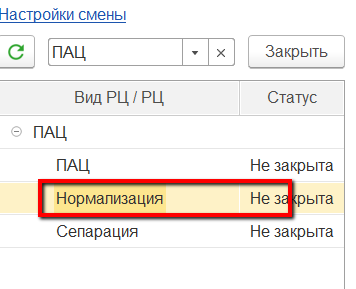 Настройки смены
ПАЦ Закрыть
Вид РЦ / РЦ Статус
ПАЦ
ПАЦ Не закрыта
Нормализация Не закрыта
Сепарация Не закрыта